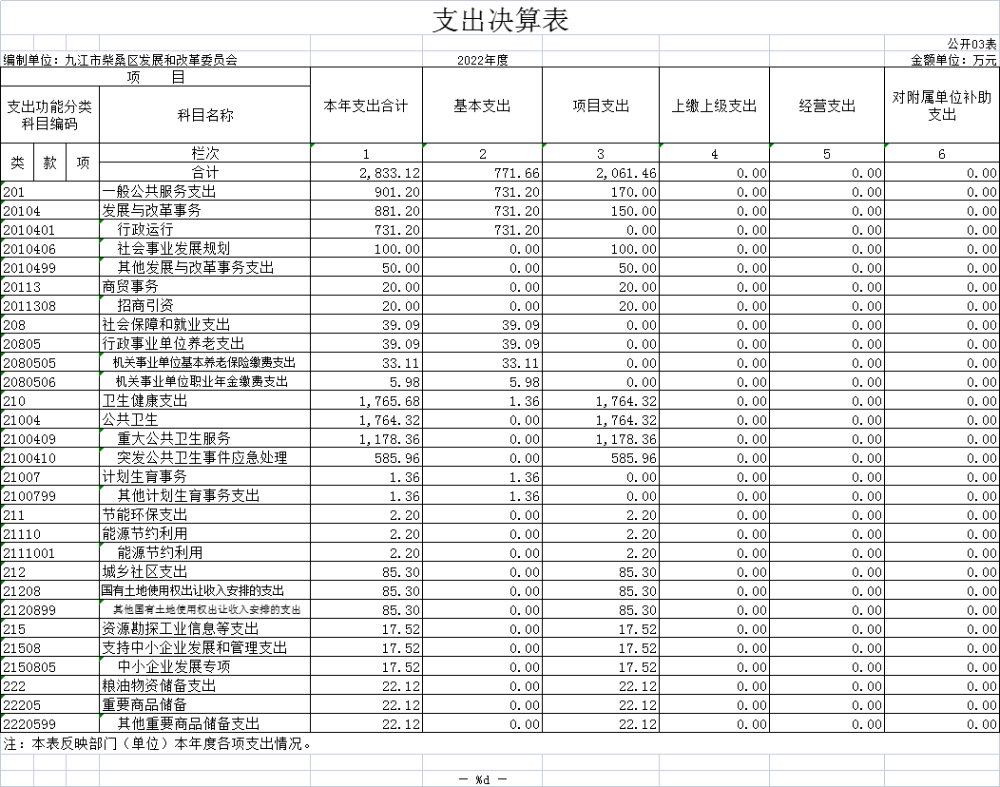 支出决算表
公开03表
编制单位：九江市柴桑区发展和改革委员会 2022年度 金额单位：万元
项 目 本年支出合计 基本支出 项目支出 上缴上级支出 经营支出 对附属单位补助支出
支出功能分类科目编码 科目名称
类 款 项 栏次 1 2 3 4 5 6
合计 2,833.12 771.66 2,061.46 0.00 0.00 0.00
201 一般公共服务支出 901.20 731.20 170.00 0.00 0.00 0.00
20104 发展与改革事务 881.20 731.20 150.00 0.00 0.00 0.00
2010401 行政运行 731.20 731.20 0.00 0.00 0.00 0.00
2010406 社会事业发展规划 100.00 0.00 100.00 0.00 0.00 0.00
2010499 其他发展与改革事务支出 50.00 0.00 50.00 0.00 0.00 0.00
20113 商贸事务 20.00 0.00 20.00 0.00 0.00 0.00
2011308 招商引资 20.00 0.00 20.00 0.00 0.00 0.00
208 社会保障和就业支出 39.09 39.09 0.00 0.00 0.00 0.00
20805 行政事业单位养老支出 39.09 39.09 0.00 0.00 0.00 0.00
2080505 机关事业单位基本养老保险缴费支出 33.11 33.11 0.00 0.00 0.00 0.00
2080506 机关事业单位职业年金缴费支出 5.98 5.98 0.00 0.00 0.00 0.00
210 卫生健康支出 1,765.68 1.36 1,764.32 0.00 0.00 0.00
21004 公共卫生 1,764.32 0.00 1,764.32 0.00 0.00 0.00
2100409 重大公共卫生服务 1,178.36 0.00 1,178.36 0.00 0.00 0.00
2100410 突发公共卫生事件应急处理 585.96 0.00 585.96 0.00 0.00 0.00
21007 计划生育事务 1.36 1.36 0.00 0.00 0.00 0.00
2100799 其他计划生育事务支出 1.36 1.36 0.00 0.00 0.00 0.00
211 节能环保支出 2.20 0.00 2.20 0.00 0.00 0.00
21110 能源节约利用 2.20 0.00 2.20 0.00 0.00 0.00
2111001 能源节约利用 2.20 0.00 2.20 0.00 0.00 0.00
212 城乡社区支出 85.30 0.00 85.30 0.00 0.00 0.00
21208 国有土地使用权出让收入安排的支出 85.30 0.00 85.30 0.00 0.00 0.00
2120899 其他国有土地使用权出让收入安排的支出 85.30 0.00 85.30 0.00 0.00 0.00
215 资源勘探工业信息等支出 17.52 0.00 17.52 0.00 0.00 0.00
21508 支持中小企业发展和管理支出 17.52 0.00 17.52 0.00 0.00 0.00
2150805 中小企业发展专项 17.52 0.00 17.52 0.00 0.00 0.00
222 粮油物资储备支出 22.12 0.00 22.12 0.00 0.00 0.00
22205 重要商品储备 22.12 0.00 22.12 0.00 0.00 0.00
2220599 其他重要商品储备支出 22.12 0.00 22.12 0.00 0.00 0.00
注：本表反映部门（单位）本年度各项支出情况。
— %d —